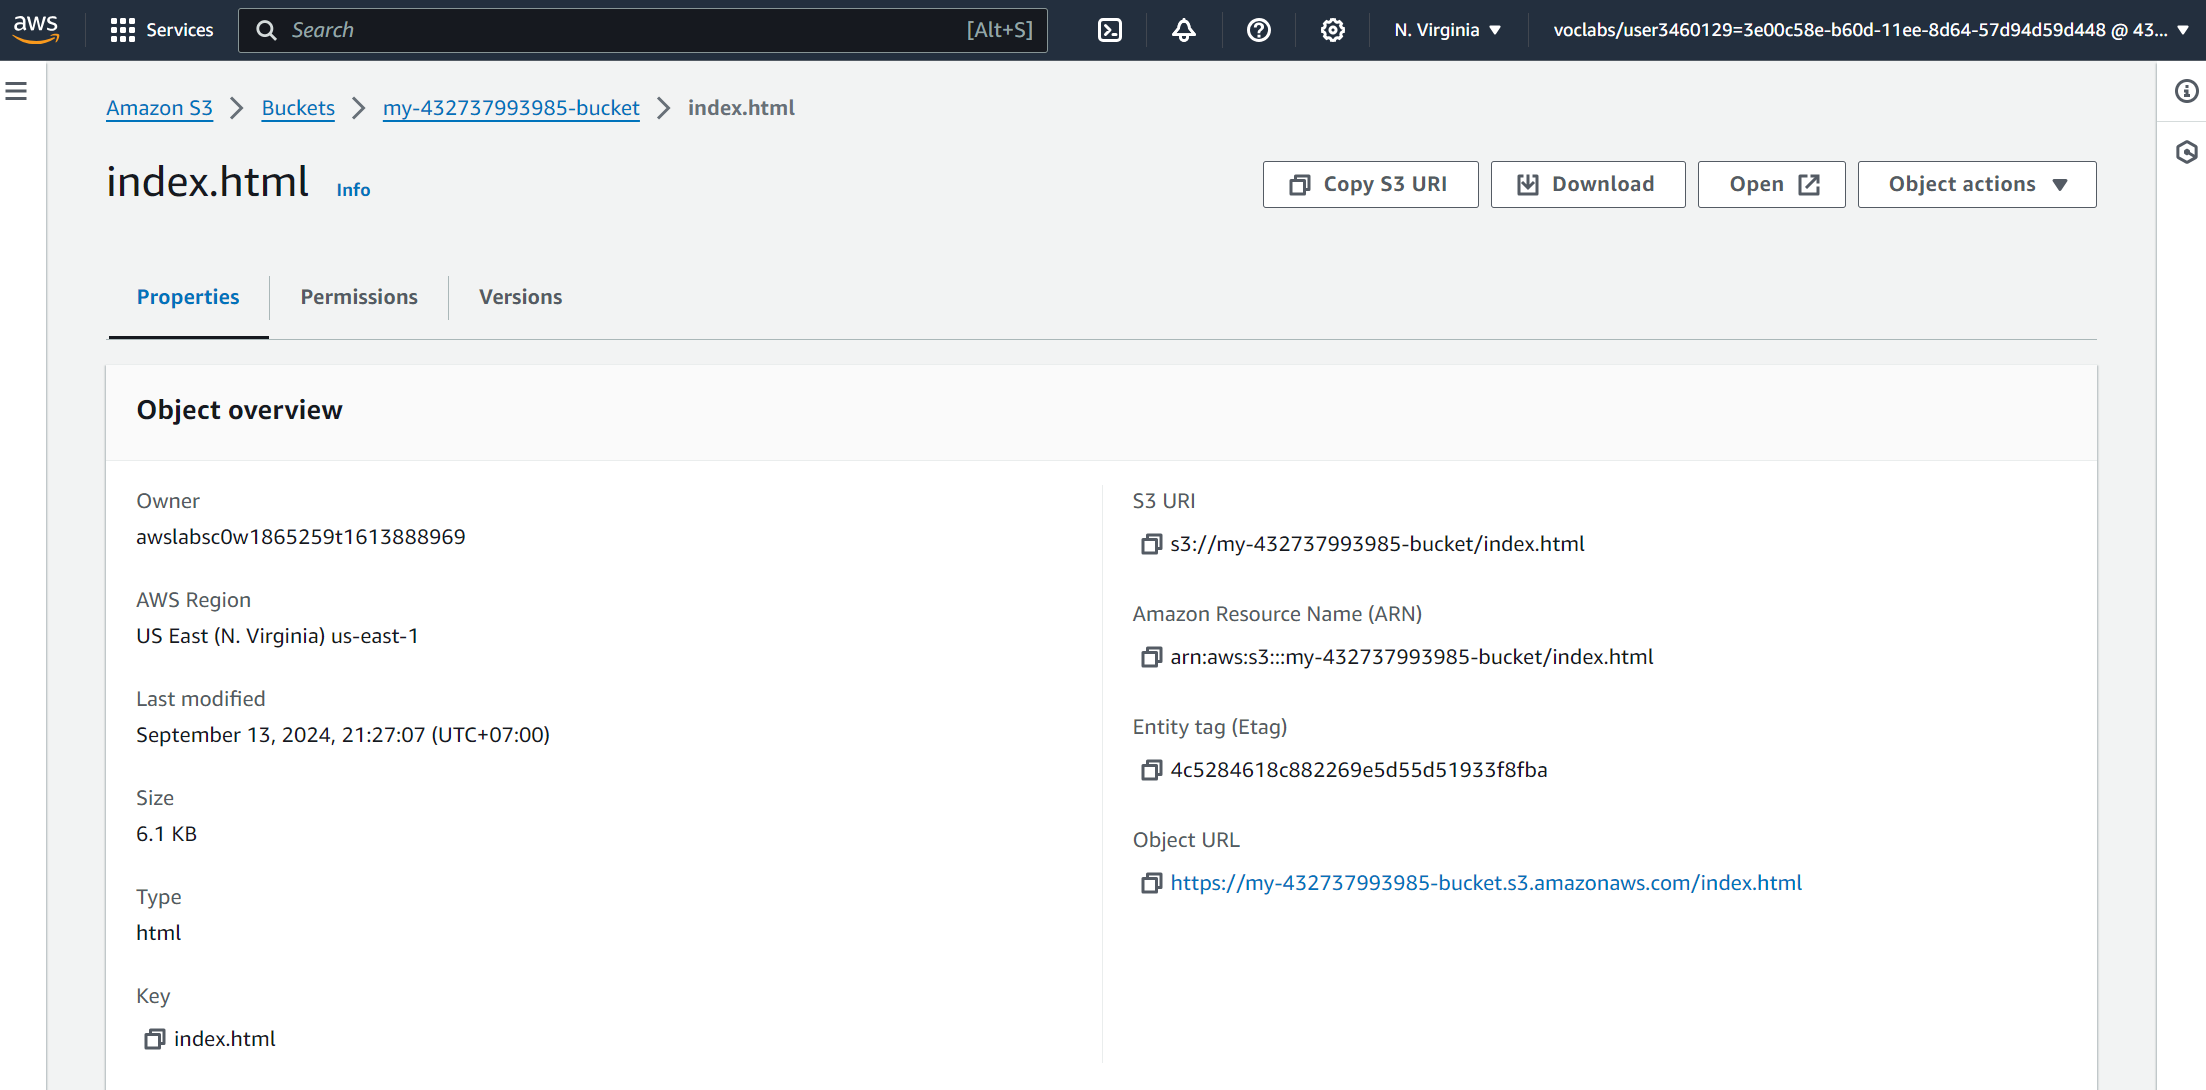 aws
Services
Search [Alt+S]
N. Virginia
voclabs/user3460129=3e00c58e-b60d-11ee-8d64-57d94d59d448 @ 43...
Amazon S3 > Buckets > my-432737993985-bucket > index.html
index.html Info
Copy S3 URI
Download
Open
Object actions
Properties
Permissions
Versions
Object overview
Owner
awslabsc0w1865259t1613888969
AWS Region
US East (N. Virginia) us-east-1
Last modified
September 13, 2024, 21:27:07 (UTC+07:00)
Size
6.1 KB
Type
html
Key
index.html
S3 URI
s3://my-432737993985-bucket/index.html
Amazon Resource Name (ARN)
arn:aws:s3:::my-432737993985-bucket/index.html
Entity tag (Etag)
4c5284618c882269e5d55d51933f8fba
Object URL
https://my-432737993985-bucket.s3.amazonaws.com/index.html